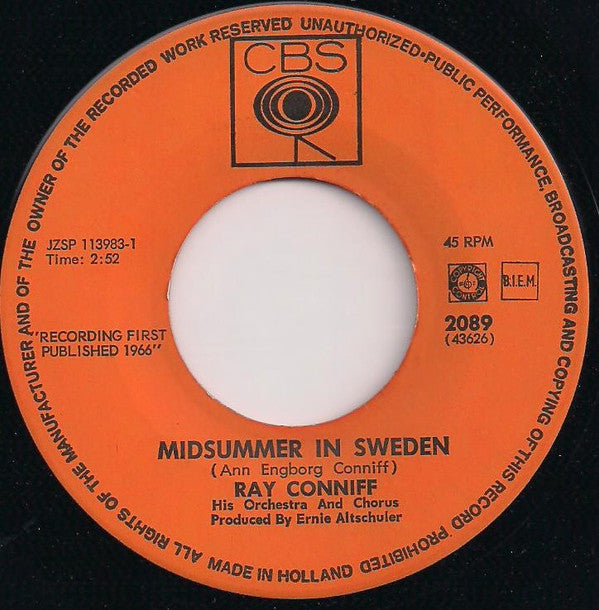 ALL RIGHTS OF THE MANUFACTURER AND OF THE OWNER OF THE RECORDED WORK RESERVED UNAUTHORIZED·PUBLIC PERFORMANCE, BROADCASTING AND COPYING OF THIS RECORD PROHIBITED
CBS
JZSP 113983-1
Time: 2:52
45 RPM
COPYRIGHT
CONTROL
B.I.E.M.
2089
(43626)
"RECORDING FIRST
PUBLISHED 1966"
MIDSUMMER IN SWEDEN
(Ann Engborg Conniff)
RAY CONNIFF
His Orchestra And Chorus
Produced By Ernie Altschuler
MADE IN HOLLAND